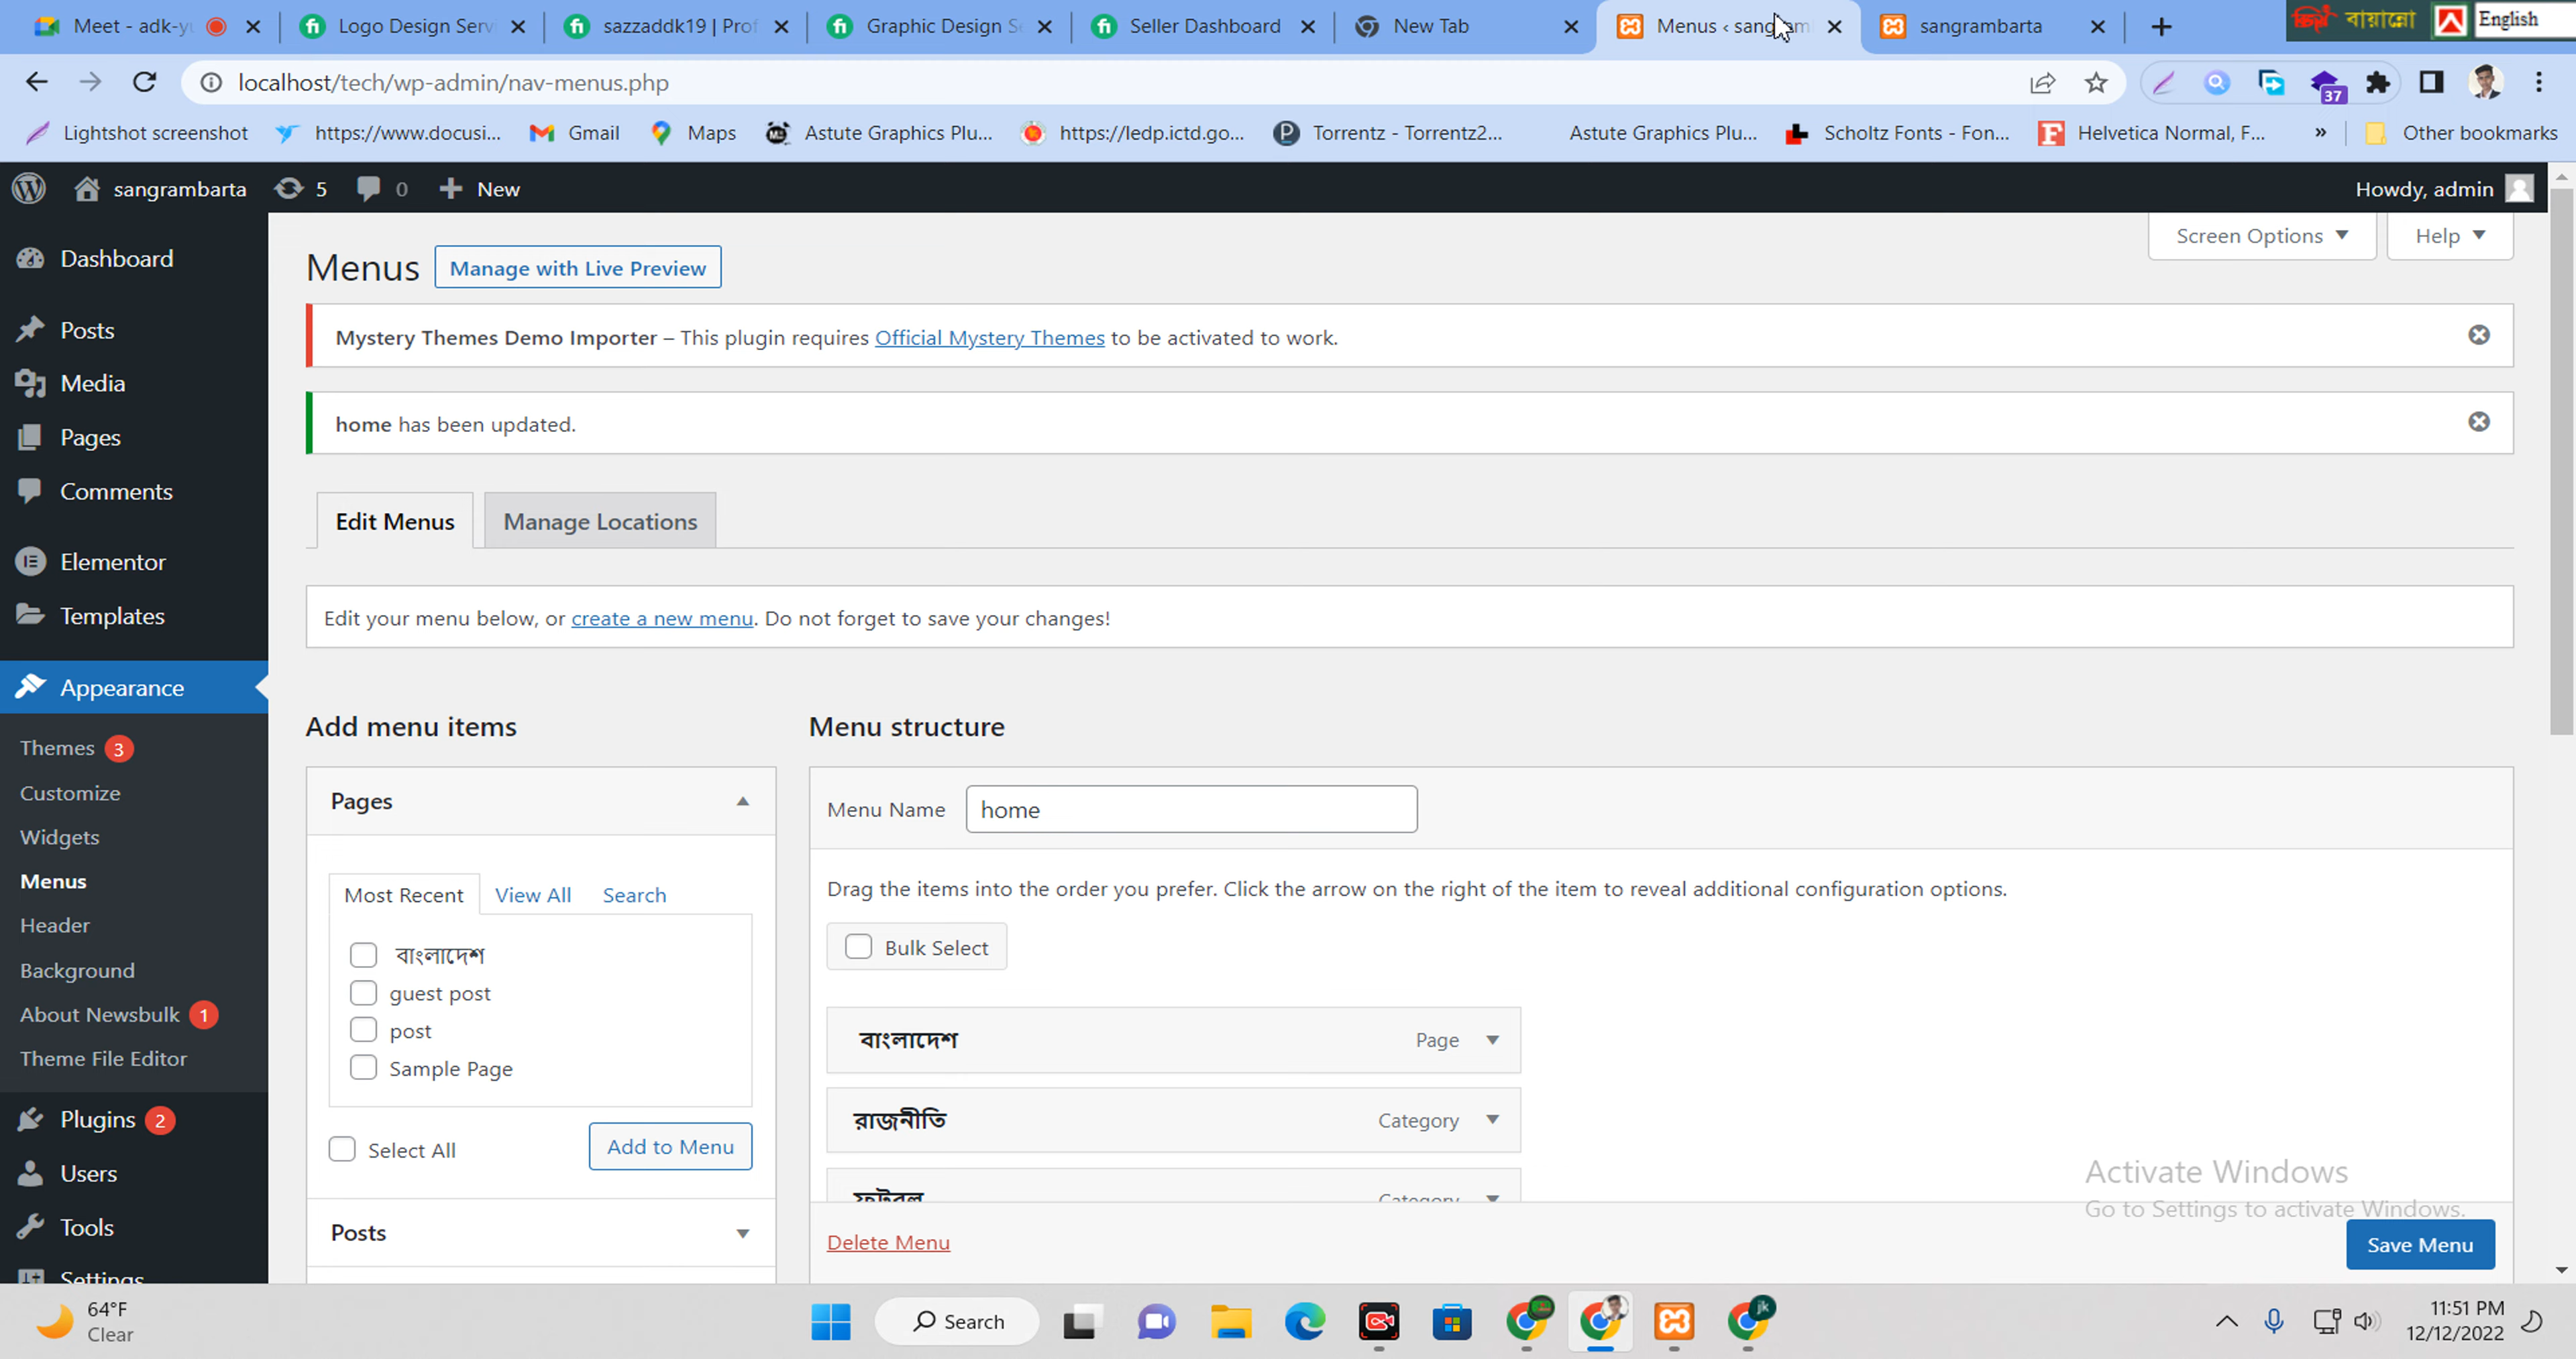 Meet - adk-yu
Logo Design Serv
sazzaddk19 | Prof
Graphic Design Se
Seller Dashboard
New Tab
Menus ‹ sangram
sangrambarta
বায়ান্নো
English
localhost/tech/wp-admin/nav-menus.php
37
Lightshot screenshot
https://www.docusi...
Gmail
Maps
Astute Graphics Plu...
https://ledp.ictd.go...
Torrentz - Torrentz2...
Astute Graphics Plu...
Scholtz Fonts - Fon...
Helvetica Normal, F...
»
Other bookmarks
sangrambarta
5
0
New
Howdy, admin
Screen Options
Help
Dashboard
Posts
Media
Pages
Comments
Elementor
Templates
Appearance
Themes 3
Customize
Widgets
Menus
Header
Background
About Newsbulk 1
Theme File Editor
Plugins 2
Users
Tools
Settings
Menus
Manage with Live Preview
Mystery Themes Demo Importer – This plugin requires Official Mystery Themes to be activated to work.
home has been updated.
Edit Menus
Manage Locations
Edit your menu below, or create a new menu. Do not forget to save your changes!
Add menu items
Pages
Most Recent
View All
Search
বাংলাদেশ
guest post
post
Sample Page
Select All
Add to Menu
Posts
Menu structure
Menu Name
home
Drag the items into the order you prefer. Click the arrow on the right of the item to reveal additional configuration options.
Bulk Select
বাংলাদেশ
Page
রাজনীতি
Category
ফুটবল
Category
Delete Menu
Activate Windows
Go to Settings to activate Windows.
Save Menu
64°F
Clear
Search
jk
11:51 PM
12/12/2022